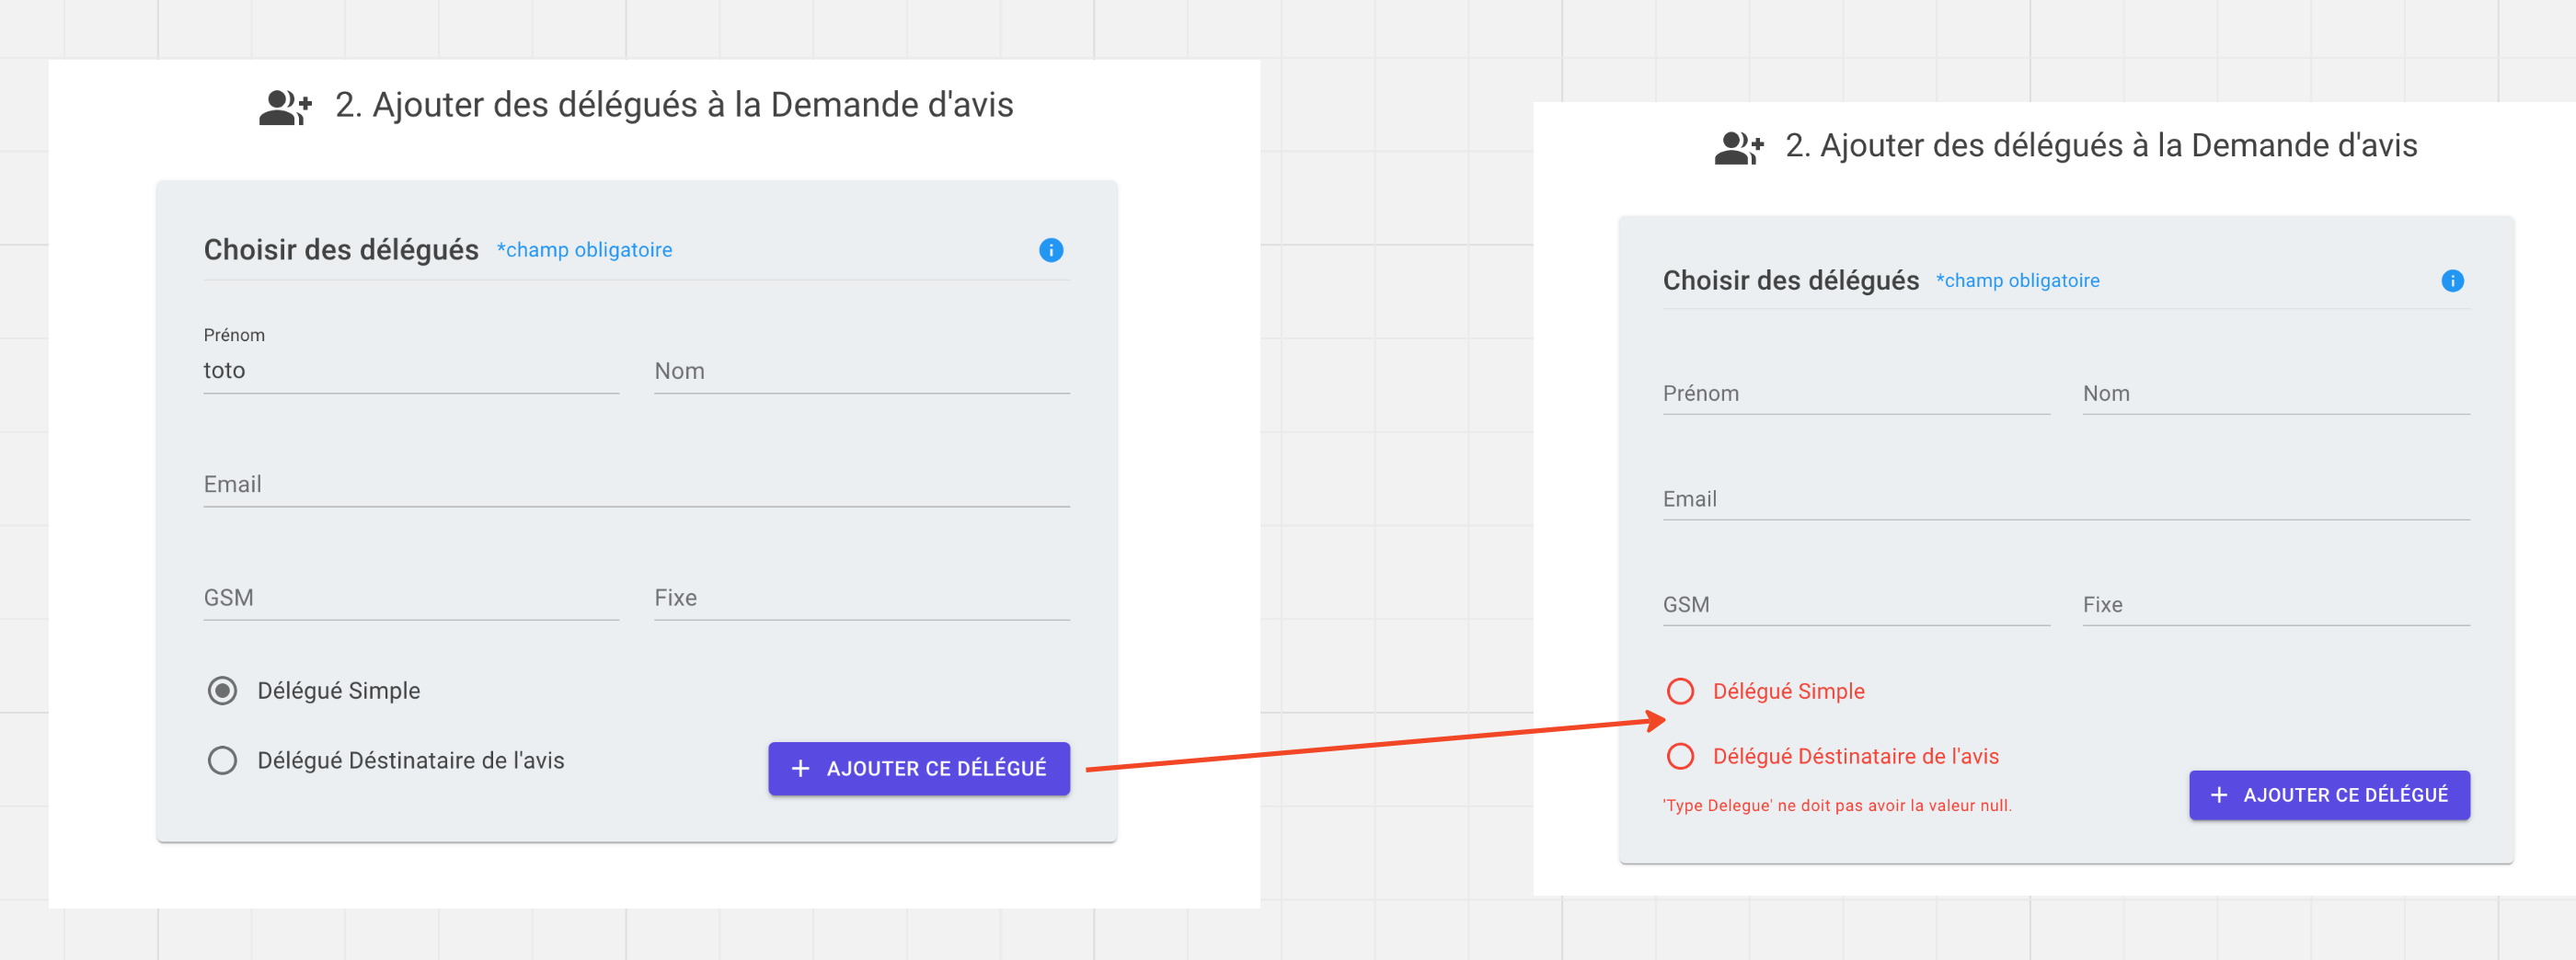 2. Ajouter des délégués à la Demande d'avis
Choisir des délégués *champ obligatoire
Prénom
toto
Nom
Email
GSM
Fixe
Délégué Simple
Délégué Déstinataire de l'avis
+ AJOUTER CE DÉLÉGUÉ
2. Ajouter des délégués à la Demande d'avis
Choisir des délégués *champ obligatoire
Prénom
Nom
Email
GSM
Fixe
Délégué Simple
Délégué Déstinataire de l'avis
'Type Delegue' ne doit pas avoir la valeur null.
+ AJOUTER CE DÉLÉGUÉ